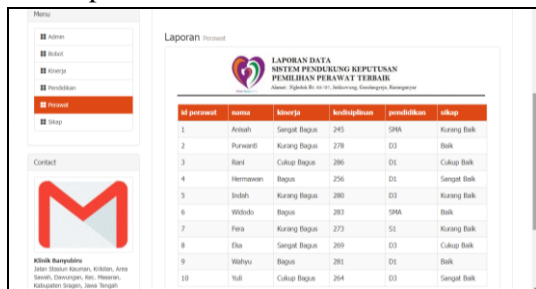 Menu
Admin
Bobot
Kinerja
Pendidikan
Perawat
Sikap
Contact
Klinik Banyubiru
Jalan Stasiun Kauman, Krikilan, Area
Sawah, Dawungan, Kec. Masaran,
Kabupaten Sragen, Jawa Tengah
Laporan Perawat
LAPORAN DATA
SISTEM PENDUKUNG KEPUTUSAN
PEMILIHAN PERAWAT TERBAIK
id perawat nama kinerja kedisiplinan pendidikan sikap
1 Anisah Sangat Bagus 245 SMA Kurang Baik
2 Purwanti Kurang Bagus 278 D3 Baik
3 Rani Cukup Bagus 286 D1 Cukup Baik
4 Hermawan Bagus 256 D1 Sangat Baik
5 Indah Kurang Bagus 280 D3 Kurang Baik
6 Widodo Bagus 283 SMA Baik
7 Fera Kurang Bagus 273 S1 Kurang Baik
8 Eka Sangat Bagus 269 D3 Cukup Baik
9 Wahyu Bagus 281 D1 Baik
10 Yuli Cukup Bagus 264 D3 Sangat Baik